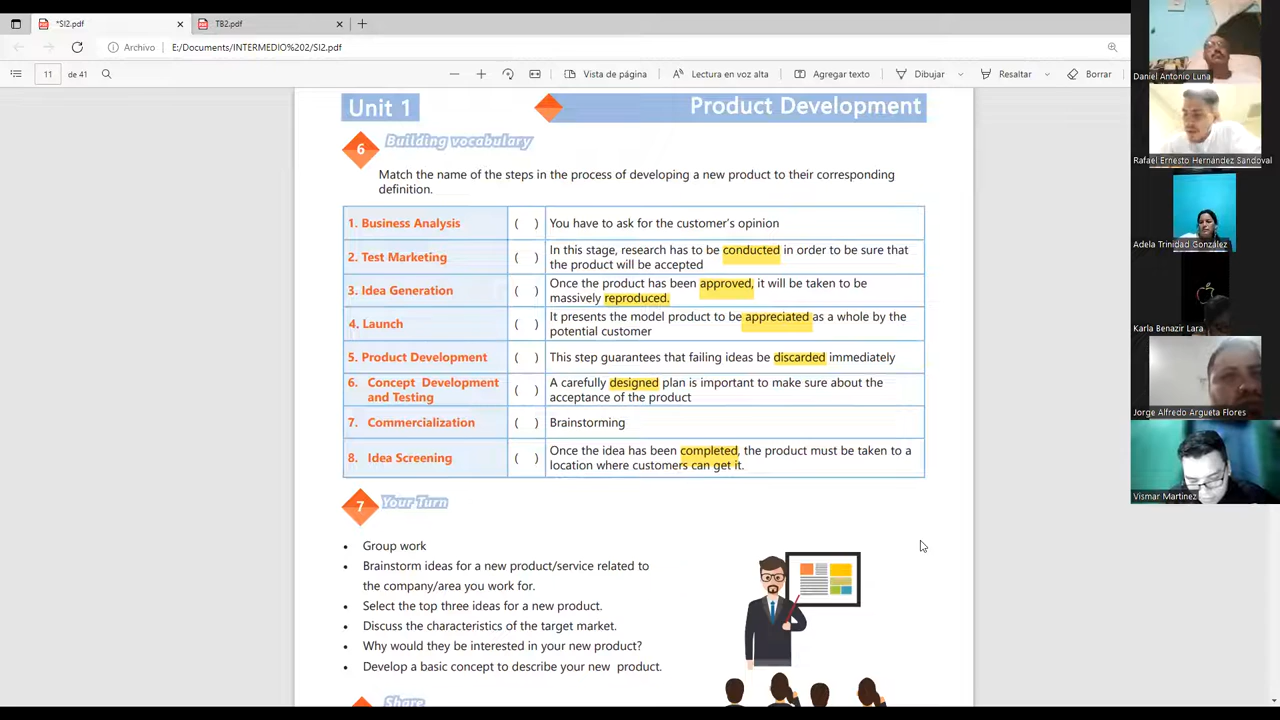 *SI2.pdf
TB2.pdf
Archivo
E:/Documents/INTERMEDIO%202/SI2.pdf
11
de 41
Vista de página
Lectura en voz alta
Agregar texto
Dibujar
Resaltar
Borrar
Unit 1
Product Development
6
Building vocabulary
Match the name of the steps in the process of developing a new product to their corresponding
definition.
1. Business Analysis ( ) You have to ask for the customer's opinion
2. Test Marketing ( ) In this stage, research has to be conducted in order to be sure that
the product will be accepted
3. Idea Generation ( ) Once the product has been approved, it will be taken to be
massively reproduced.
4. Launch ( ) It presents the model product to be appreciated as a whole by the
potential customer
5. Product Development ( ) This step guarantees that failing ideas be discarded immediately
6. Concept Development
and Testing
( ) A carefully designed plan is important to make sure about the
acceptance of the product
7. Commercialization ( ) Brainstorming
8. Idea Screening ( ) Once the idea has been completed, the product must be taken to a
location where customers can get it.
7
Your Turn
• Group work
• Brainstorm ideas for a new product/service related to
the company/area you work for.
• Select the top three ideas for a new product.
• Discuss the characteristics of the target market.
• Why would they be interested in your new product?
• Develop a basic concept to describe your new product.
Share
Daniel Antonio Luna
Rafael Ernesto Hernández Sandoval
Adela Trinidad González
Karla Benazir Lara
Jorge Alfredo Argueta Flores
Vismar Martinez